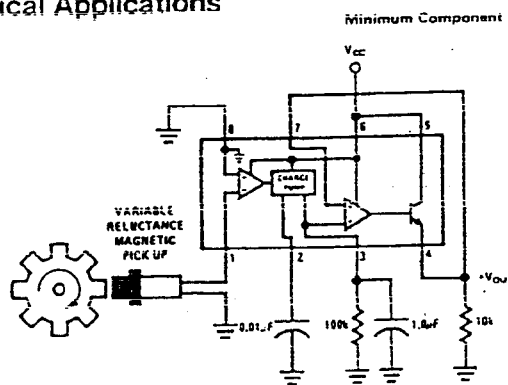 ical Applications
Minimum Component
VCC
8
7
6
5
CHARGE
PUMP
VARIABLE
RELUCTANCE
MAGNETIC
PICK UP
1
2
3
4
0.01µF
100k
1.0µF
10k